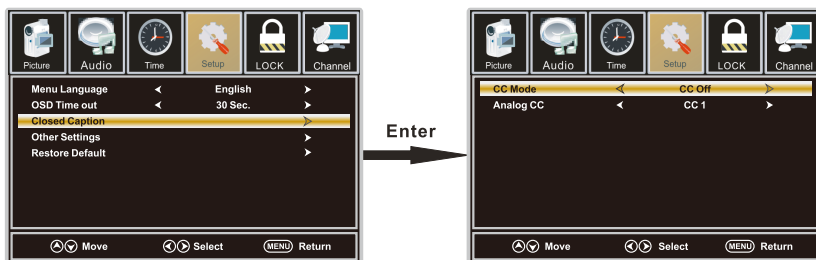 Picture Audio Time Setup LOCK Channel
Menu Language English
OSD Time out 30 Sec.
Closed Caption
Other Settings
Restore Default
Move Select MENU Return
Enter
Picture Audio Time Setup LOCK Channel
CC Mode CC Off
Analog CC CC 1
Move Select MENU Return